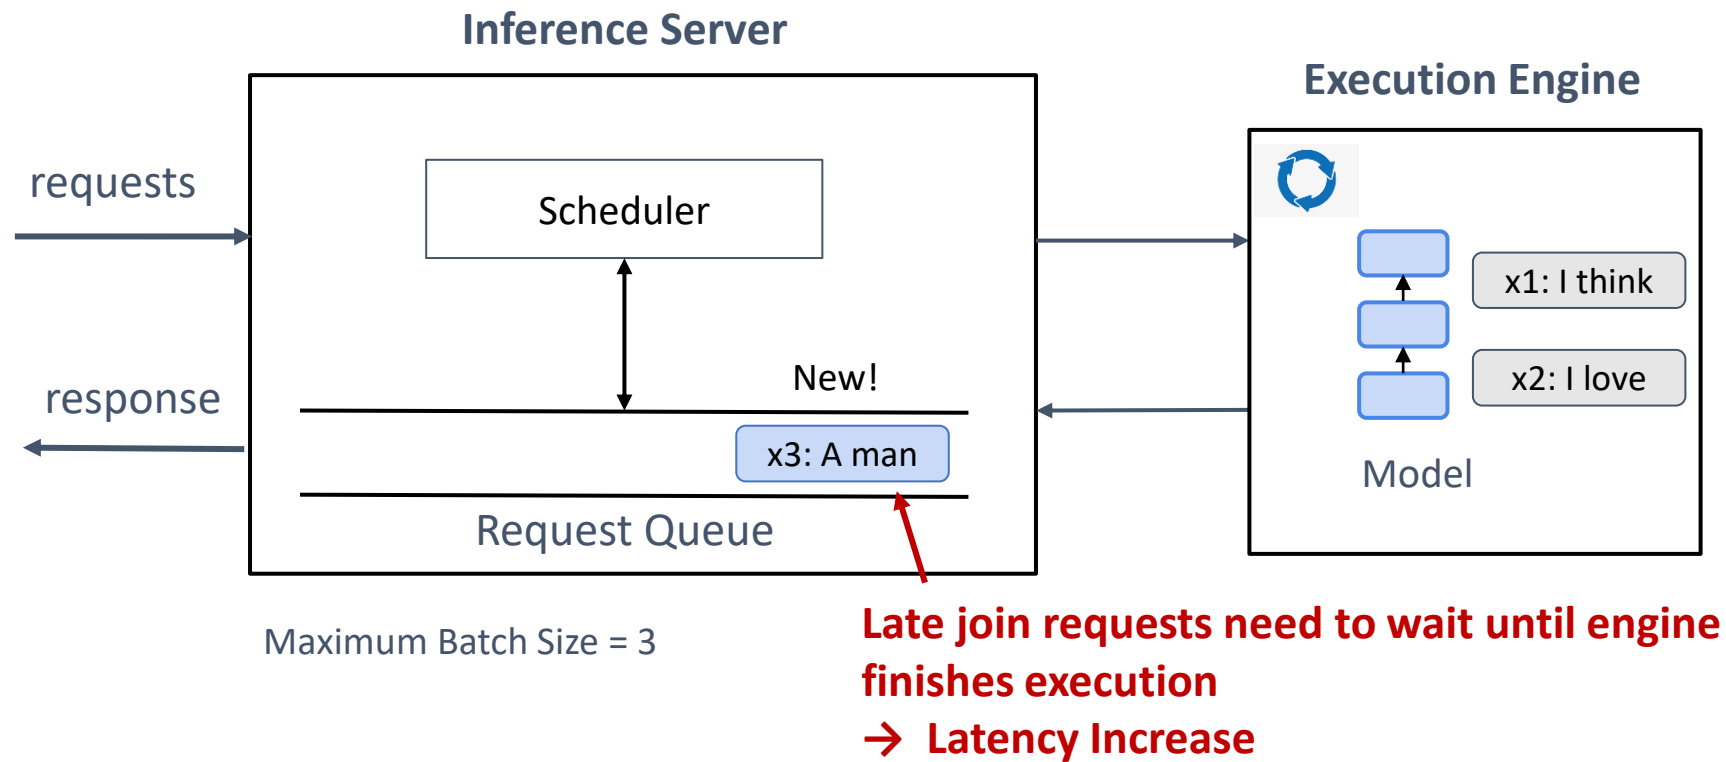 Inference Server
Execution Engine
requests
Scheduler
x1: I think
New!
x2: I love
response
x3: A man
Model
Request Queue
Maximum Batch Size = 3
Late join requests need to wait until engine
finishes execution
→ Latency Increase